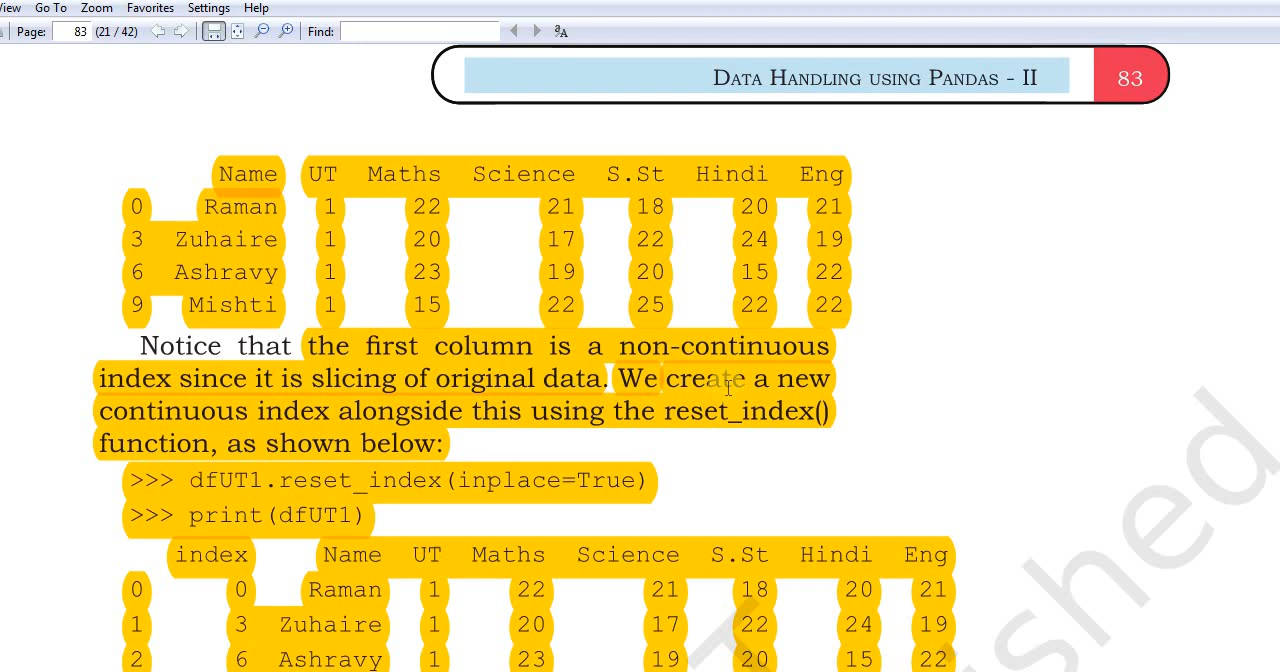 View Go To Zoom Favorites Settings Help
Page: 83 (21 / 42) Find:
DATA HANDLING USING PANDAS - II 83
Name UT Maths Science S.St Hindi Eng
0 Raman 1 22 21 18 20 21
3 Zuhaire 1 20 17 22 24 19
6 Ashravy 1 23 19 20 15 22
9 Mishti 1 15 22 25 22 22
Notice that the first column is a non-continuous
index since it is slicing of original data. We create a new
continuous index alongside this using the reset_index()
function, as shown below:
>>> dfUT1.reset_index(inplace=True)
>>> print(dfUT1)
index Name UT Maths Science S.St Hindi Eng
0 0 Raman 1 22 21 18 20 21
1 3 Zuhaire 1 20 17 22 24 19
2 6 Ashravy 1 23 19 20 15 22